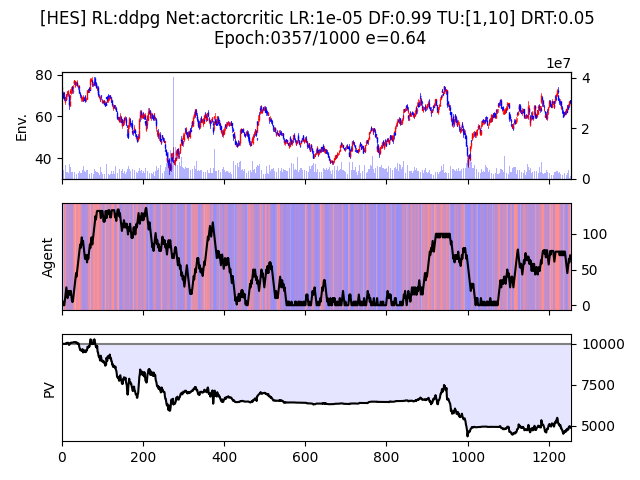 [HES] RL:ddpg Net:actorcritic LR:1e-05 DF:0.99 TU:[1,10] DRT:0.05
Epoch:0357/1000 e=0.64
1e7
80
60
40
Env.
4
2
0
Agent
100
50
0
PV
10000
7500
5000
0 200 400 600 800 1000 1200